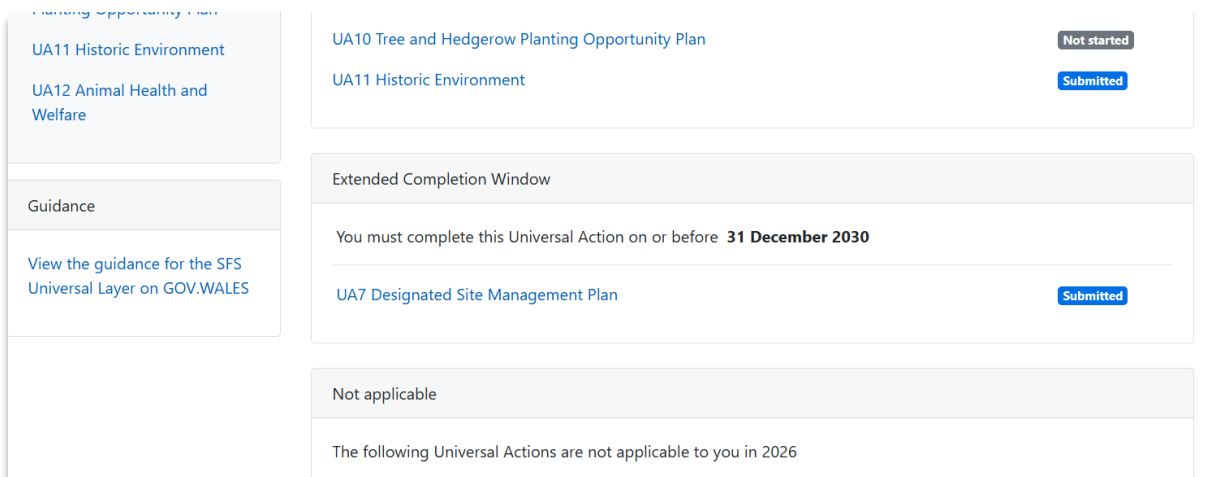 Planting Opportunity Plan
UA11 Historic Environment
UA12 Animal Health and
Welfare
Guidance
View the guidance for the SFS
Universal Layer on GOV.WALES
UA10 Tree and Hedgerow Planting Opportunity Plan
Not started
UA11 Historic Environment
Submitted
Extended Completion Window
You must complete this Universal Action on or before 31 December 2030
UA7 Designated Site Management Plan
Submitted
Not applicable
The following Universal Actions are not applicable to you in 2026